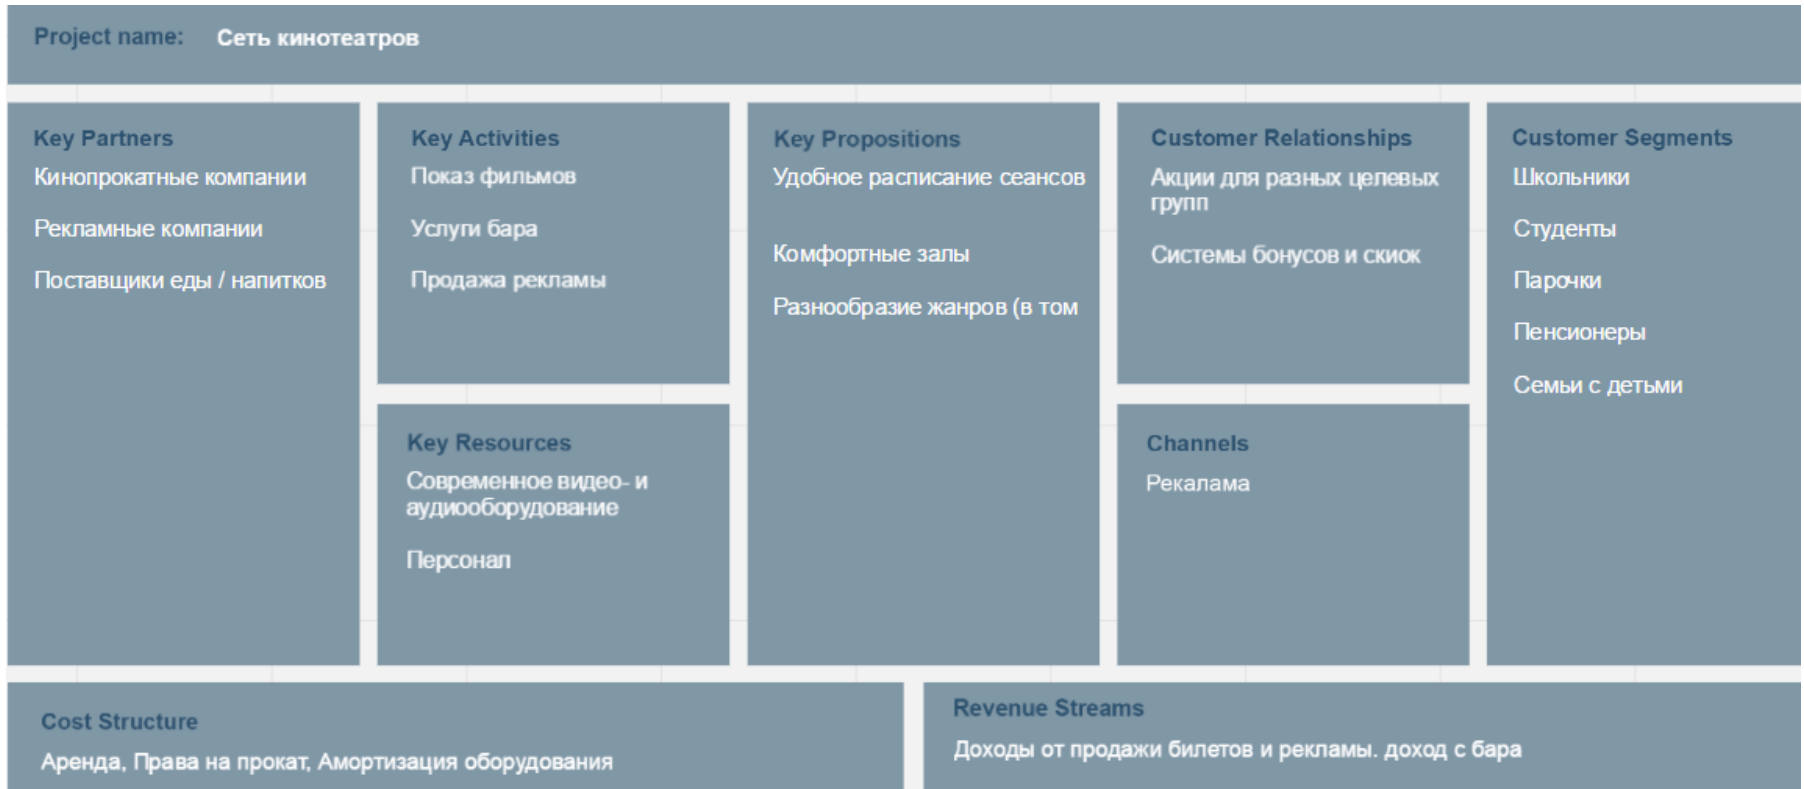 Project name: Сеть кинотеатров
Key Partners
Кинопрокатные компании
Рекламные компании
Поставщики еды / напитков
Key Activities
Показ фильмов
Услуги бара
Продажа рекламы
Key Resources
Современное видео- и
аудиооборудование
Персонал
Key Propositions
Удобное расписание сеансов
Комфортные залы
Разнообразие жанров (в том
Customer Relationships
Акции для разных целевых
групп
Системы бонусов и скиок
Channels
Рекалама
Customer Segments
Школьники
Студенты
Парочки
Пенсионеры
Семьи с детьми
Cost Structure
Аренда, Права на прокат, Амортизация оборудования
Revenue Streams
Доходы от продажи билетов и рекламы. доход с бара